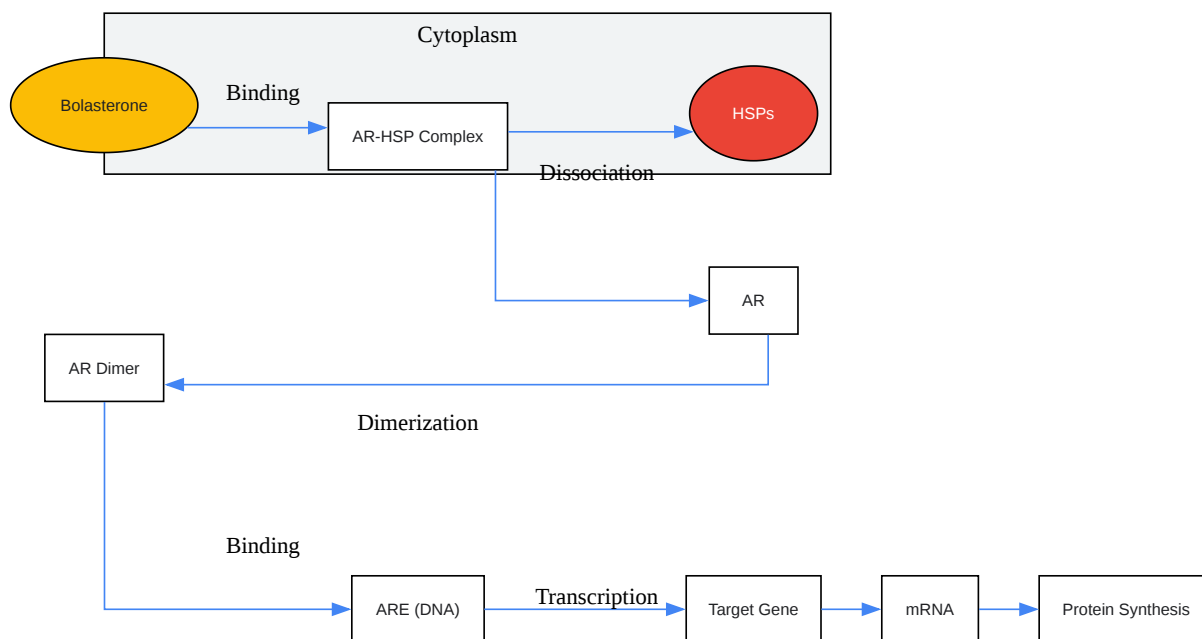 Cytoplasm
Binding
Bolasterone
HSPs
AR-HSP Complex
Dissociation
AR
AR Dimer
Dimerization
Binding
Transcription
ARE (DNA)
Target Gene
mRNA
Protein Synthesis